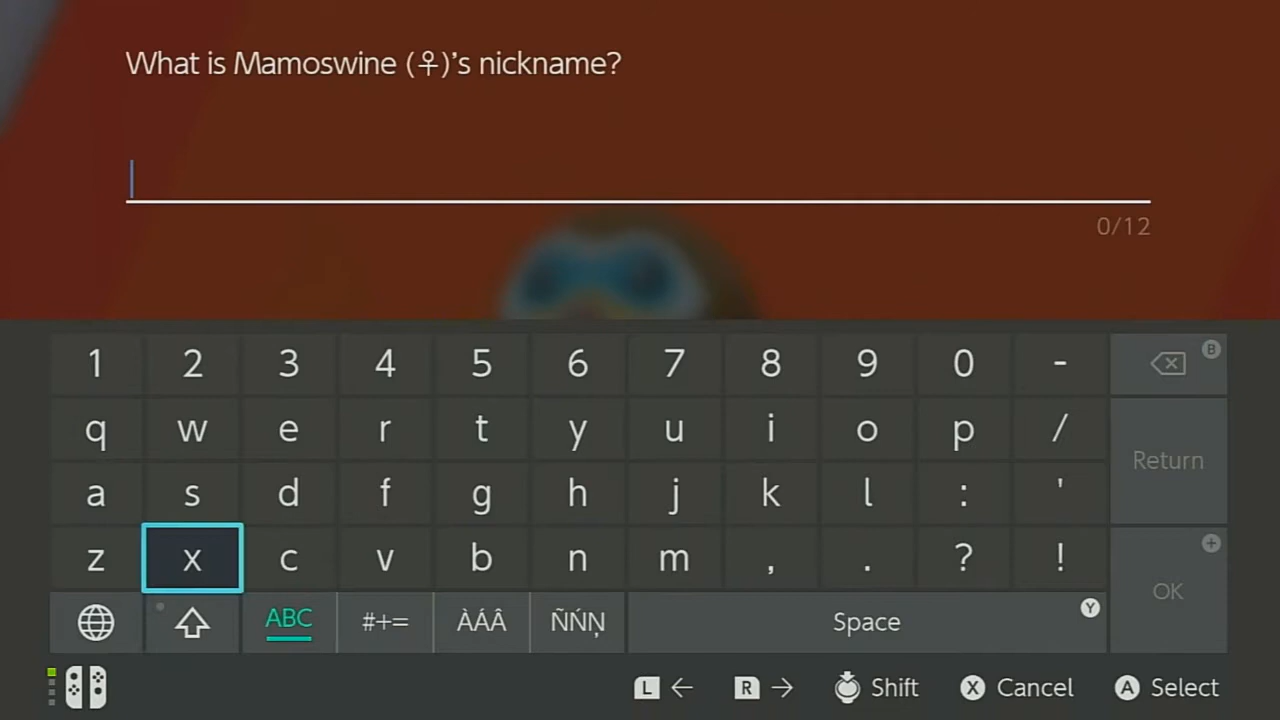 What is Mamoswine (♀)'s nickname?
0/12
1 2 3 4 5 6 7 8 9 0 -
B
q w e r t y u i o p /
Return
a s d f g h j k l : '
z x c v b n m , . ? !
+
OK
ABC #+= ÀÁÂ ÑŃŅ Space Y
L ← R → Shift X Cancel A Select